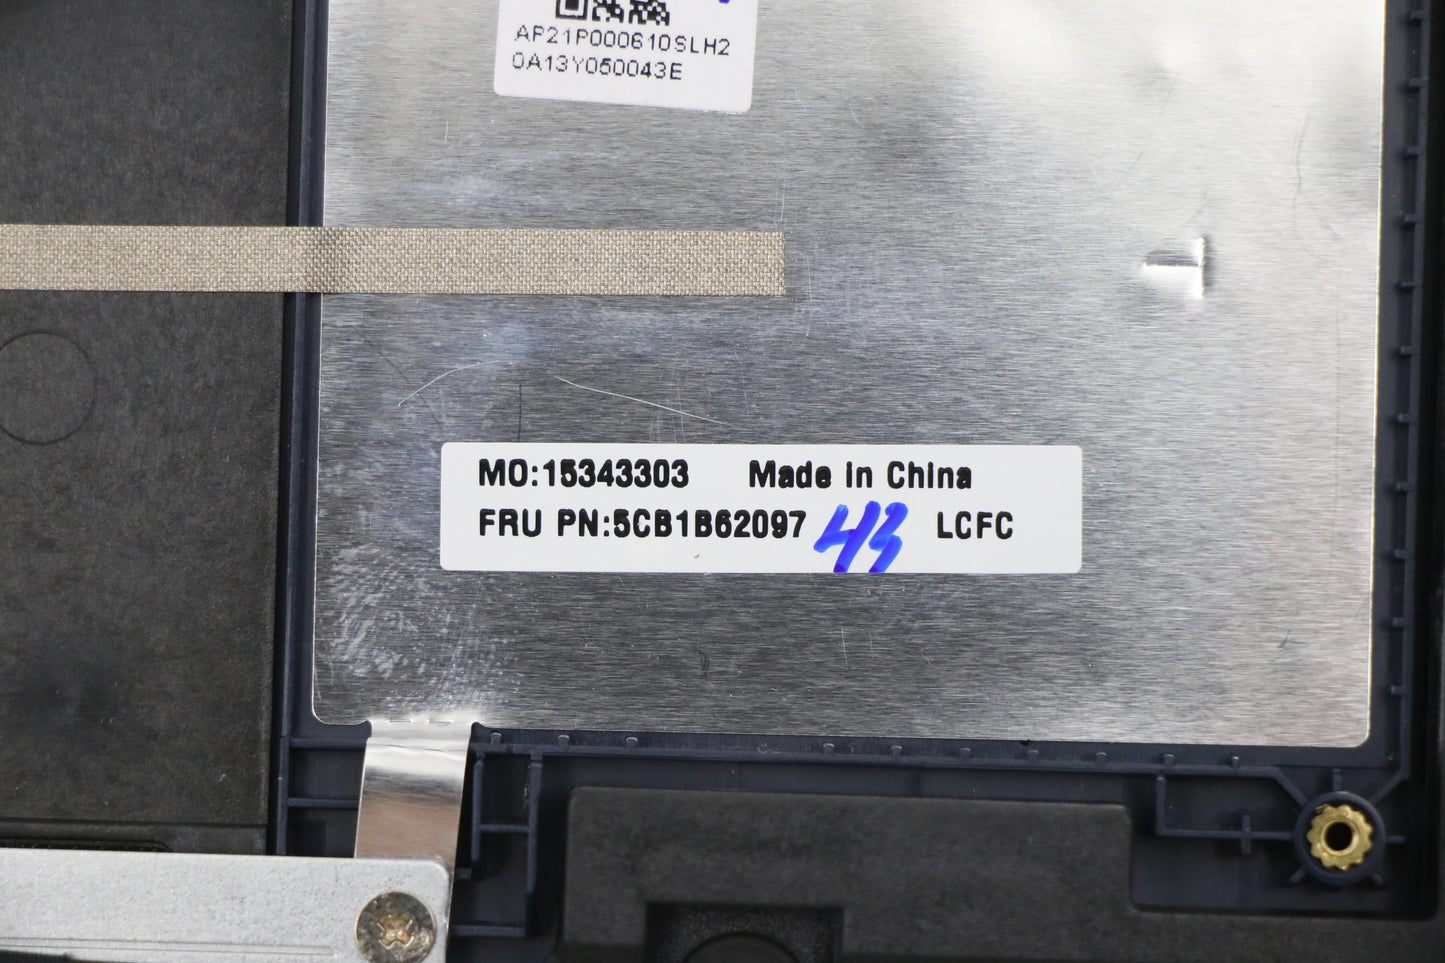 AP21P000610SLH2
0A13Y050043E
MO:15343303 Made in China
FRU PN:5CB1B62097 43 LCFC